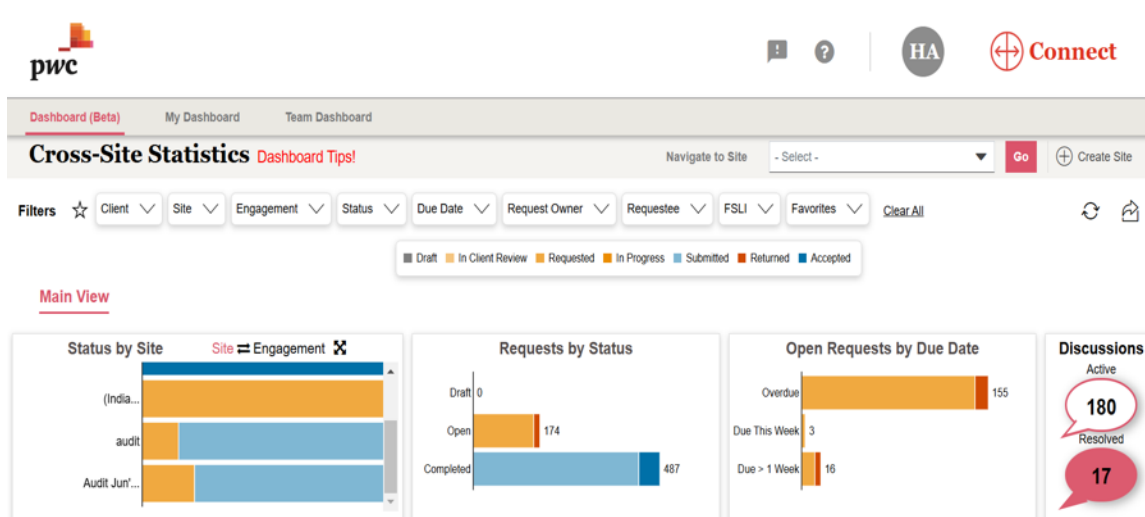 pwc
HA
Connect
Dashboard (Beta) My Dashboard Team Dashboard
Cross-Site Statistics Dashboard Tips!
Navigate to Site - Select - Go Create Site
Filters Client Site Engagement Status Due Date Request Owner Requestee FSLI Favorites Clear All
Draft In Client Review Requested In Progress Submitted Returned Accepted
Main View
Status by Site Site Engagement
(India...
audit
Audit Jun'...
Requests by Status
Draft 0
Open 174
Completed 487
Open Requests by Due Date
Overdue 155
Due This Week 3
Due > 1 Week 16
Discussions
Active
180
Resolved
17